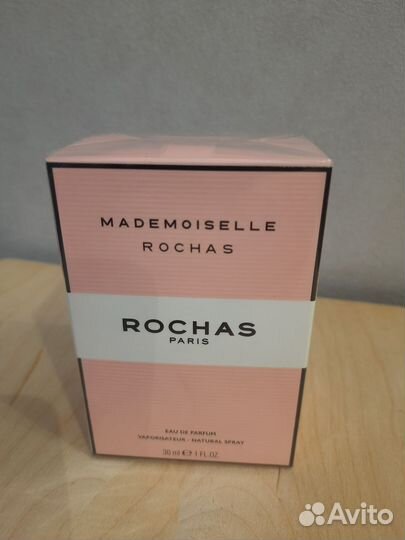 MADEMOISELLE
ROCHAS
ROCHAS
PARIS
EAU DE PARFUM
VAPORISATEUR - NATURAL SPRAY
30 ml ℮ 1 FL.OZ.
Avito